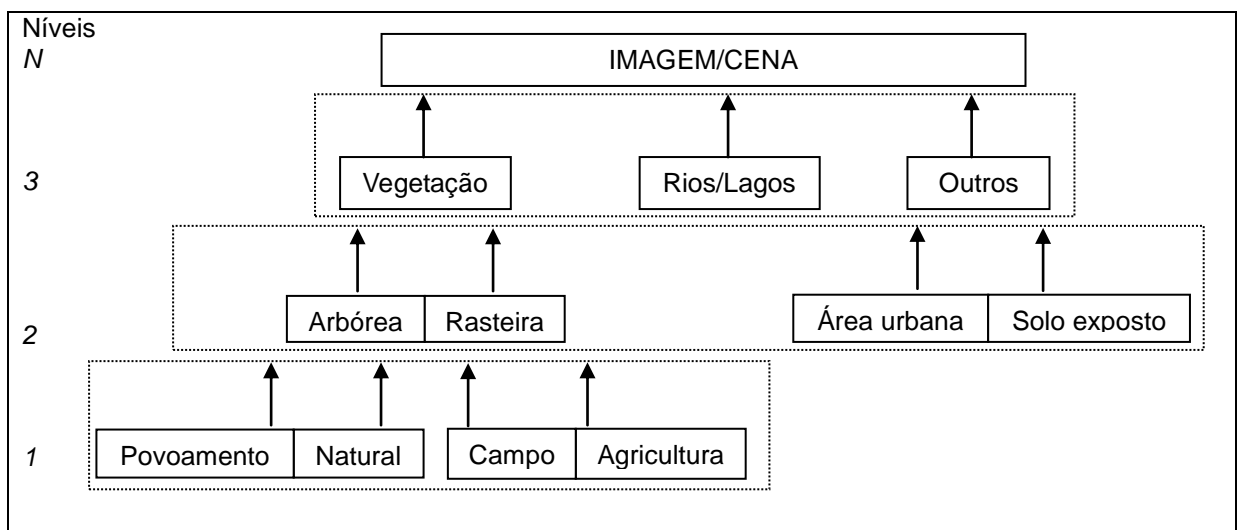 Níveis
N
IMAGEM/CENA
3
Vegetação
Rios/Lagos
Outros
2
Arbórea
Rasteira
Área urbana
Solo exposto
1
Povoamento
Natural
Campo
Agricultura